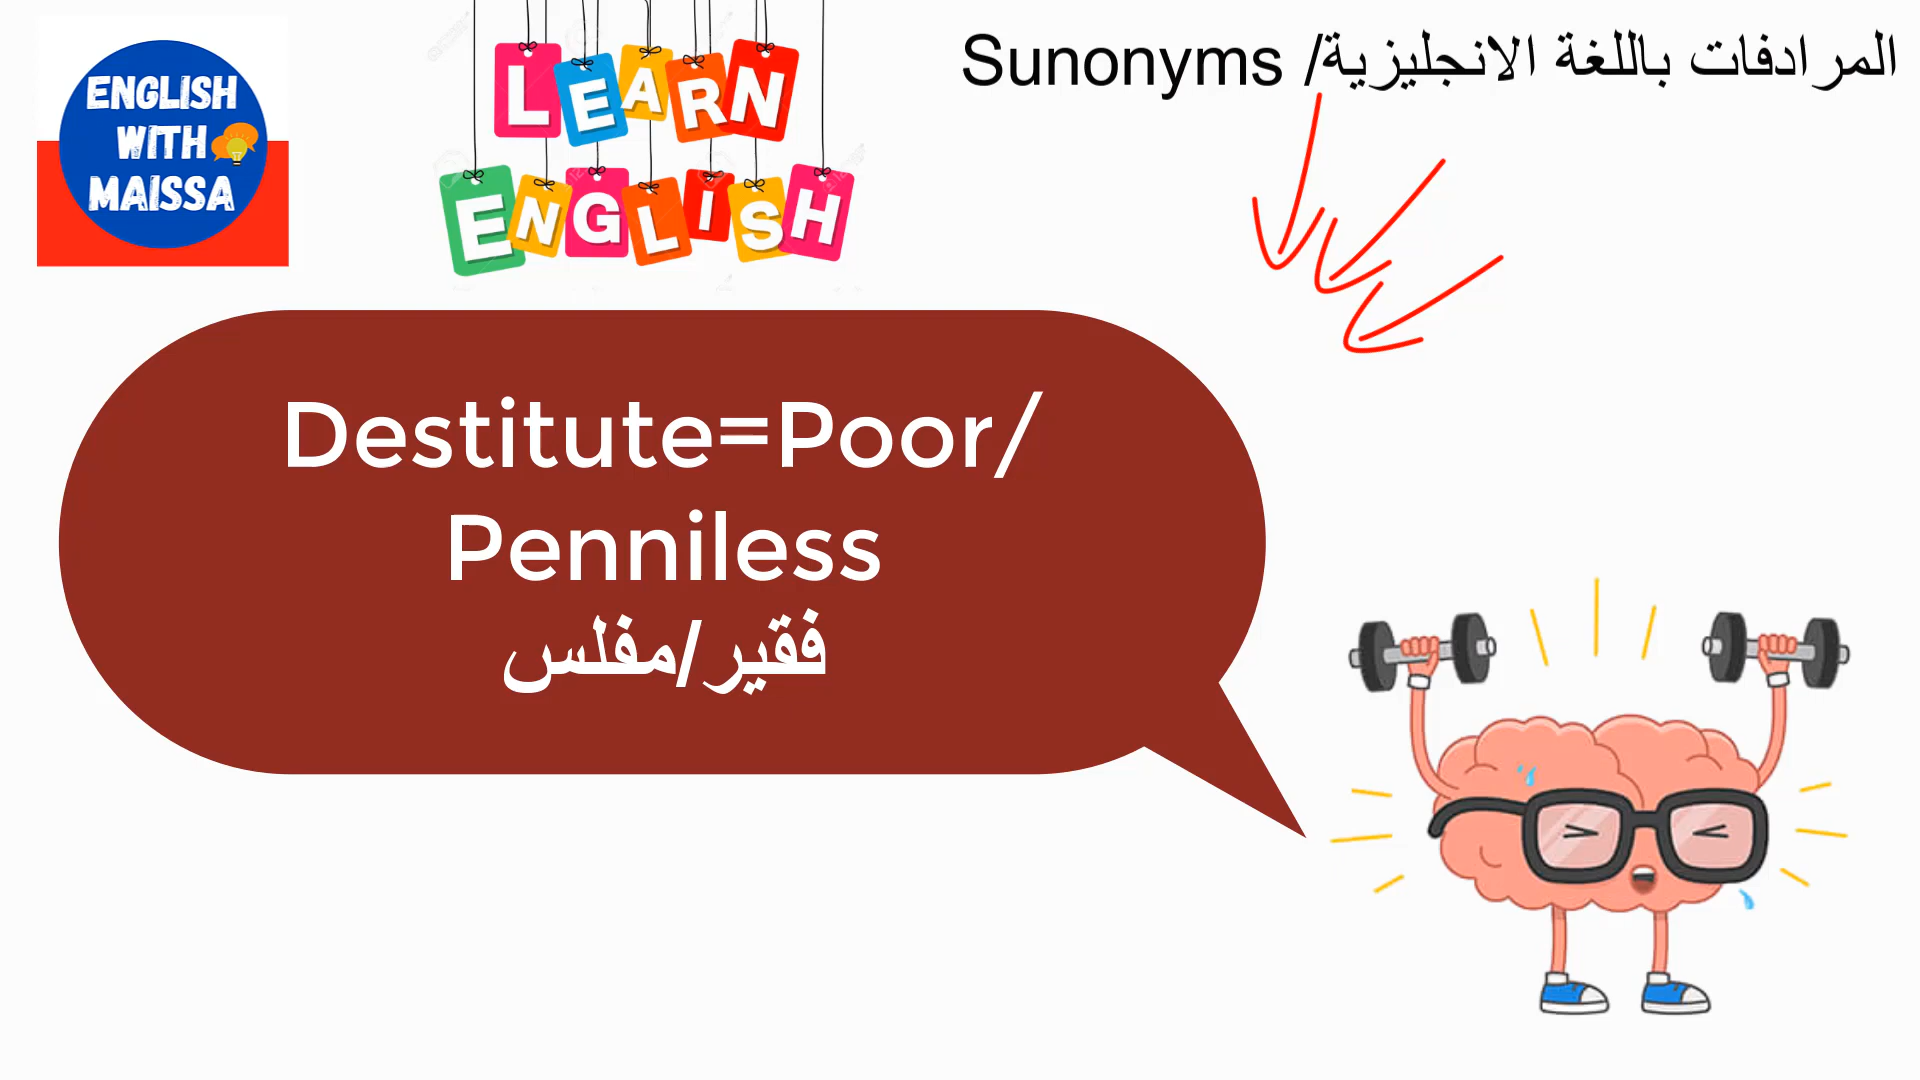 ENGLISH
WITH
MAISSA
LEARN
ENGLISH
Sunonyms /المرادفات باللغة الانجليزية
Destitute=Poor/
Penniless
فقير/مفلس